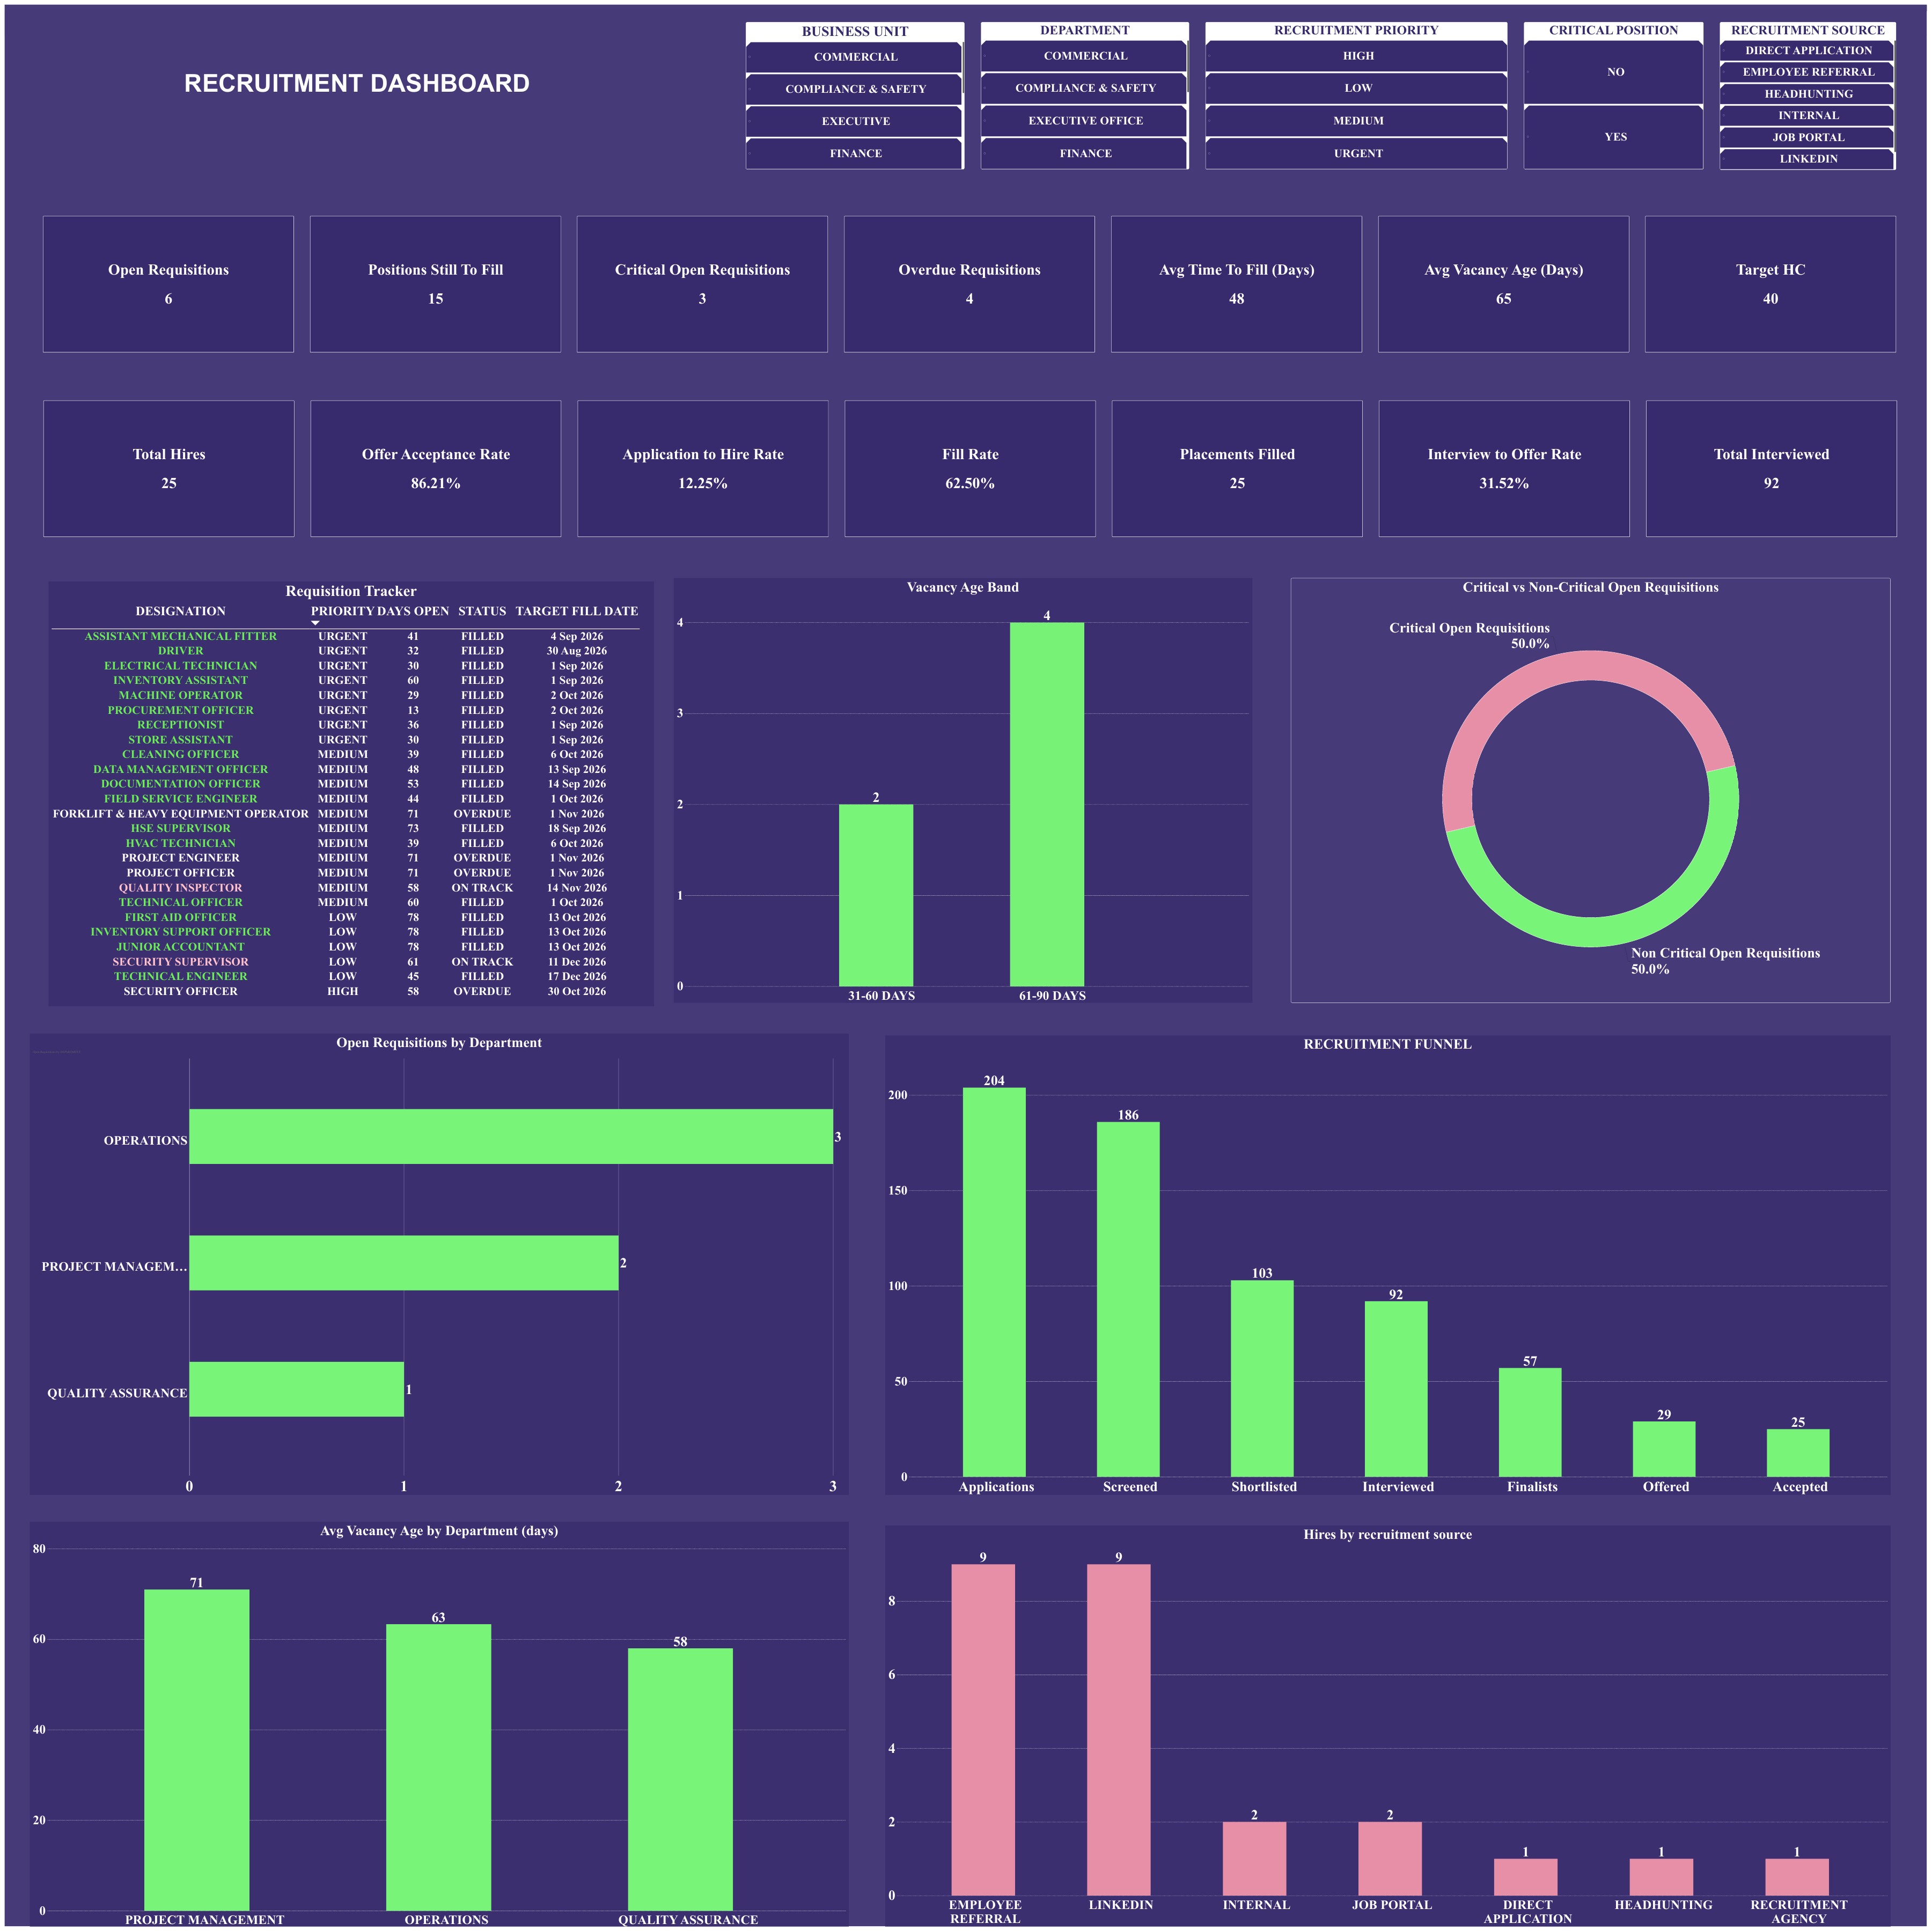 RECRUITMENT DASHBOARD
BUSINESS UNIT
COMMERCIAL
COMPLIANCE & SAFETY
EXECUTIVE
FINANCE
DEPARTMENT
COMMERCIAL
COMPLIANCE & SAFETY
EXECUTIVE OFFICE
FINANCE
RECRUITMENT PRIORITY
HIGH
LOW
MEDIUM
URGENT
CRITICAL POSITION
NO
YES
RECRUITMENT SOURCE
DIRECT APPLICATION
EMPLOYEE REFERRAL
HEADHUNTING
INTERNAL
JOB PORTAL
LINKEDIN
Open Requisitions
6
Positions Still To Fill
15
Critical Open Requisitions
3
Overdue Requisitions
4
Avg Time To Fill (Days)
48
Avg Vacancy Age (Days)
65
Target HC
40
Total Hires
25
Offer Acceptance Rate
86.21%
Application to Hire Rate
12.25%
Fill Rate
62.50%
Placements Filled
25
Interview to Offer Rate
31.52%
Total Interviewed
92
Requisition Tracker
DESIGNATION PRIORITY DAYS OPEN STATUS TARGET FILL DATE
ASSISTANT MECHANICAL FITTER URGENT 41 FILLED 4 Sep 2026
DRIVER URGENT 32 FILLED 30 Aug 2026
ELECTRICAL TECHNICIAN URGENT 30 FILLED 1 Sep 2026
INVENTORY ASSISTANT URGENT 60 FILLED 1 Sep 2026
MACHINE OPERATOR URGENT 29 FILLED 2 Oct 2026
PROCUREMENT OFFICER URGENT 13 FILLED 2 Oct 2026
RECEPTIONIST URGENT 36 FILLED 1 Sep 2026
STORE ASSISTANT URGENT 30 FILLED 1 Sep 2026
CLEANING OFFICER MEDIUM 39 FILLED 6 Oct 2026
DATA MANAGEMENT OFFICER MEDIUM 48 FILLED 13 Sep 2026
DOCUMENTATION OFFICER MEDIUM 53 FILLED 14 Sep 2026
FIELD SERVICE ENGINEER MEDIUM 44 FILLED 1 Oct 2026
FORKLIFT & HEAVY EQUIPMENT OPERATOR MEDIUM 71 OVERDUE 1 Nov 2026
HSE SUPERVISOR MEDIUM 73 FILLED 18 Sep 2026
HVAC TECHNICIAN MEDIUM 39 FILLED 6 Oct 2026
PROJECT ENGINEER MEDIUM 71 OVERDUE 1 Nov 2026
PROJECT OFFICER MEDIUM 71 OVERDUE 1 Nov 2026
QUALITY INSPECTOR MEDIUM 58 ON TRACK 14 Nov 2026
TECHNICAL OFFICER MEDIUM 60 FILLED 1 Oct 2026
FIRST AID OFFICER LOW 78 FILLED 13 Oct 2026
INVENTORY SUPPORT OFFICER LOW 78 FILLED 13 Oct 2026
JUNIOR ACCOUNTANT LOW 78 FILLED 13 Oct 2026
SECURITY SUPERVISOR LOW 61 ON TRACK 11 Dec 2026
TECHNICAL ENGINEER LOW 45 FILLED 17 Dec 2026
SECURITY OFFICER HIGH 58 OVERDUE 30 Oct 2026
Vacancy Age Band
4
3
2
1
0
2
4
31-60 DAYS 61-90 DAYS
Critical vs Non-Critical Open Requisitions
Critical Open Requisitions
50.0%
Non Critical Open Requisitions
50.0%
Open Requisitions by Department
OPERATIONS 3
PROJECT MANAGEM... 2
QUALITY ASSURANCE 1
0 1 2 3
RECRUITMENT FUNNEL
200
150
100
50
0
204 186 103 92 57 29 25
Applications Screened Shortlisted Interviewed Finalists Offered Accepted
Avg Vacancy Age by Department (days)
80
60
40
20
0
71 63 58
PROJECT MANAGEMENT OPERATIONS QUALITY ASSURANCE
Hires by recruitment source
8
6
4
2
0
9 9 2 2 1 1 1
EMPLOYEE REFERRAL LINKEDIN INTERNAL JOB PORTAL DIRECT APPLICATION HEADHUNTING RECRUITMENT AGENCY